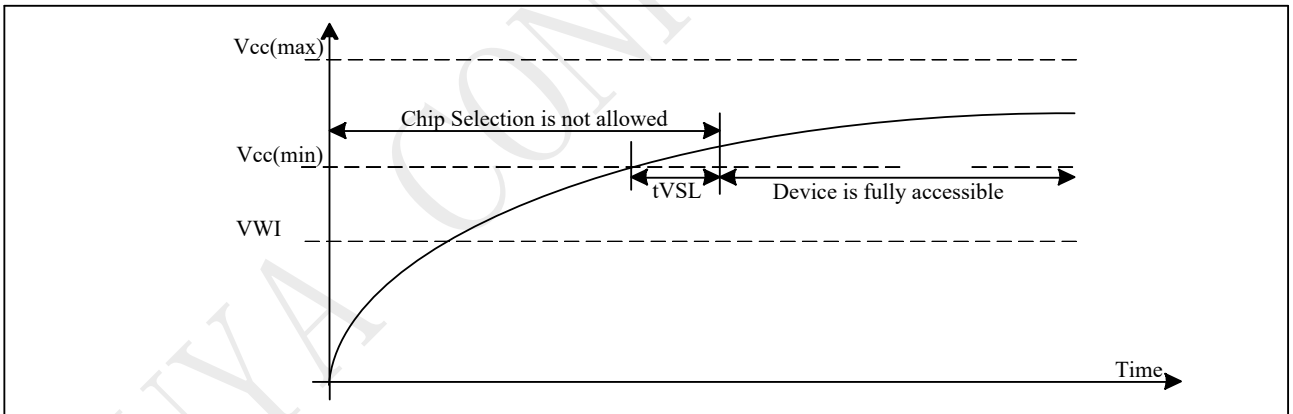 Vcc(max)
Chip Selection is not allowed
Vcc(min)
tVSL
Device is fully accessible
VWI
Time